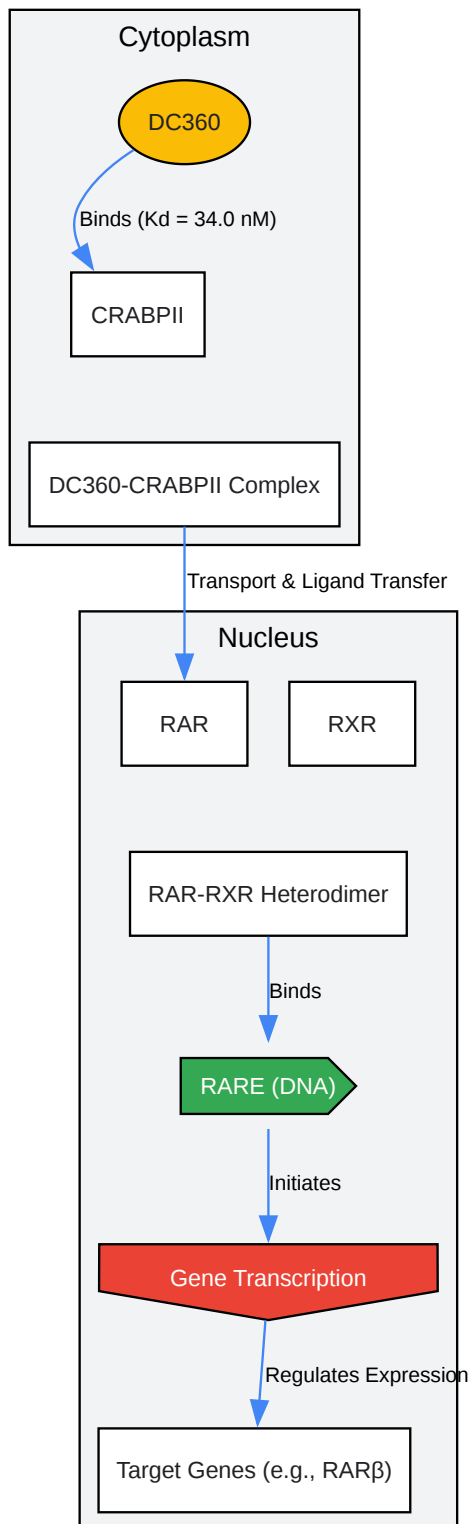 Cytoplasm
DC360
Binds (Kd = 34.0 nM)
CRABPII
DC360-CRABPII Complex
Transport & Ligand Transfer
Nucleus
RAR
RXR
RAR-RXR Heterodimer
Binds
RARE (DNA)
Initiates
Gene Transcription
Regulates Expression
Target Genes (e.g., RARβ)